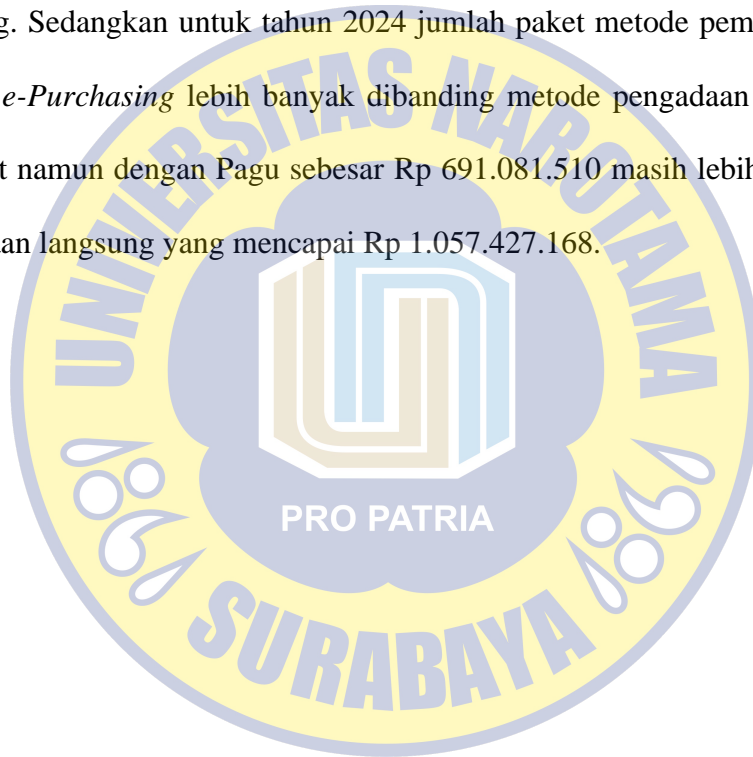 g. Sedangkan untuk tahun 2024 jumlah paket metode pem
e-Purchasing lebih banyak dibanding metode pengadaan
t namun dengan Pagu sebesar Rp 691.081.510 masih lebih
an langsung yang mencapai Rp 1.057.427.168.
UNIVERSITAS NAROTAMA
PRO PATRIA
SURABAYA